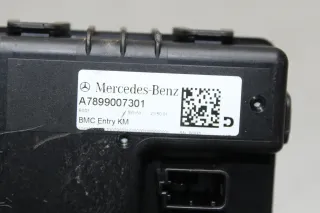 Mercedes-Benz
A7899007301
BMC Entry KM
D